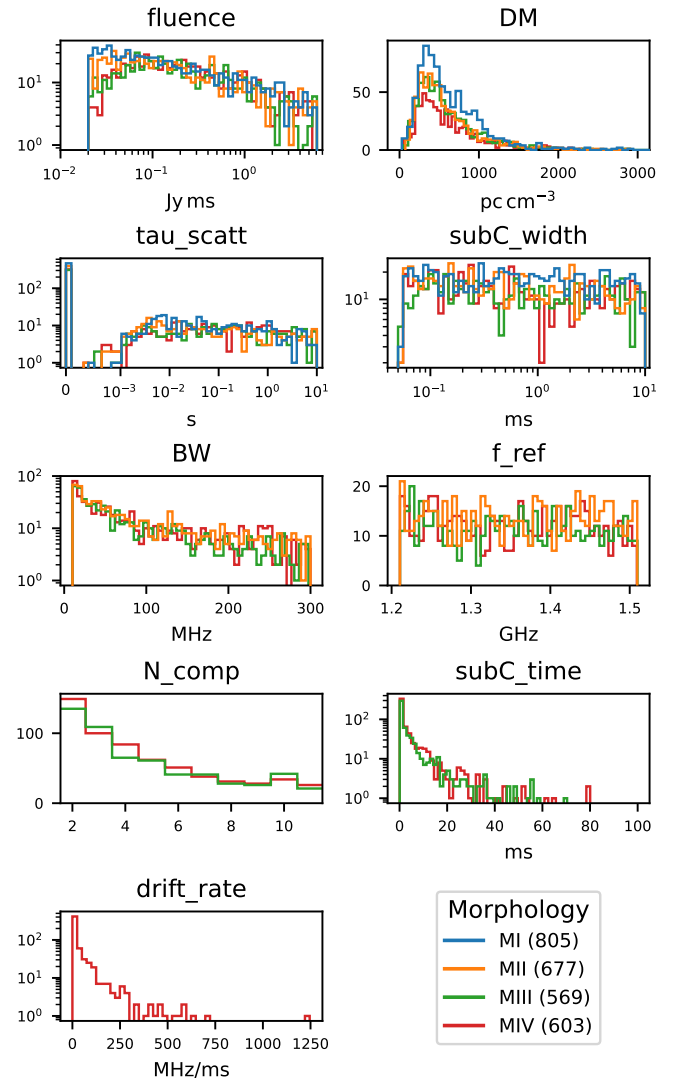 fluence
DM
10¹
10⁰
50
0
10⁻² 10⁻¹ 10⁰
0 1000 2000 3000
Jy ms
pc cm⁻³
tau_scatt
subC_width
10²
10¹
10⁰
10¹
0 10⁻³ 10⁻² 10⁻¹ 10⁰ 10¹
10⁻¹ 10⁰ 10¹
s
ms
BW
f_ref
10²
10¹
10⁰
20
10
0
0 100 200 300
1.2 1.3 1.4 1.5
MHz
GHz
N_comp
subC_time
100
0
10²
10¹
10⁰
2 4 6 8 10
0 20 40 60 80 100
ms
drift_rate
10²
10¹
10⁰
0 250 500 750 1000 1250
MHz/ms
Morphology
MI (805)
MII (677)
MIII (569)
MIV (603)